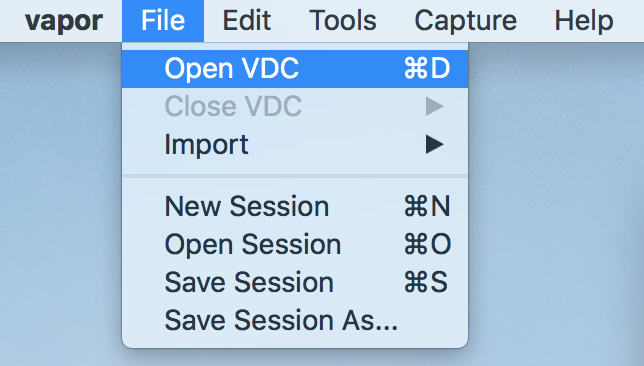 vapor File Edit Tools Capture Help
Open VDC ⌘D
Close VDC ▶
Import ▶
New Session ⌘N
Open Session ⌘O
Save Session ⌘S
Save Session As...